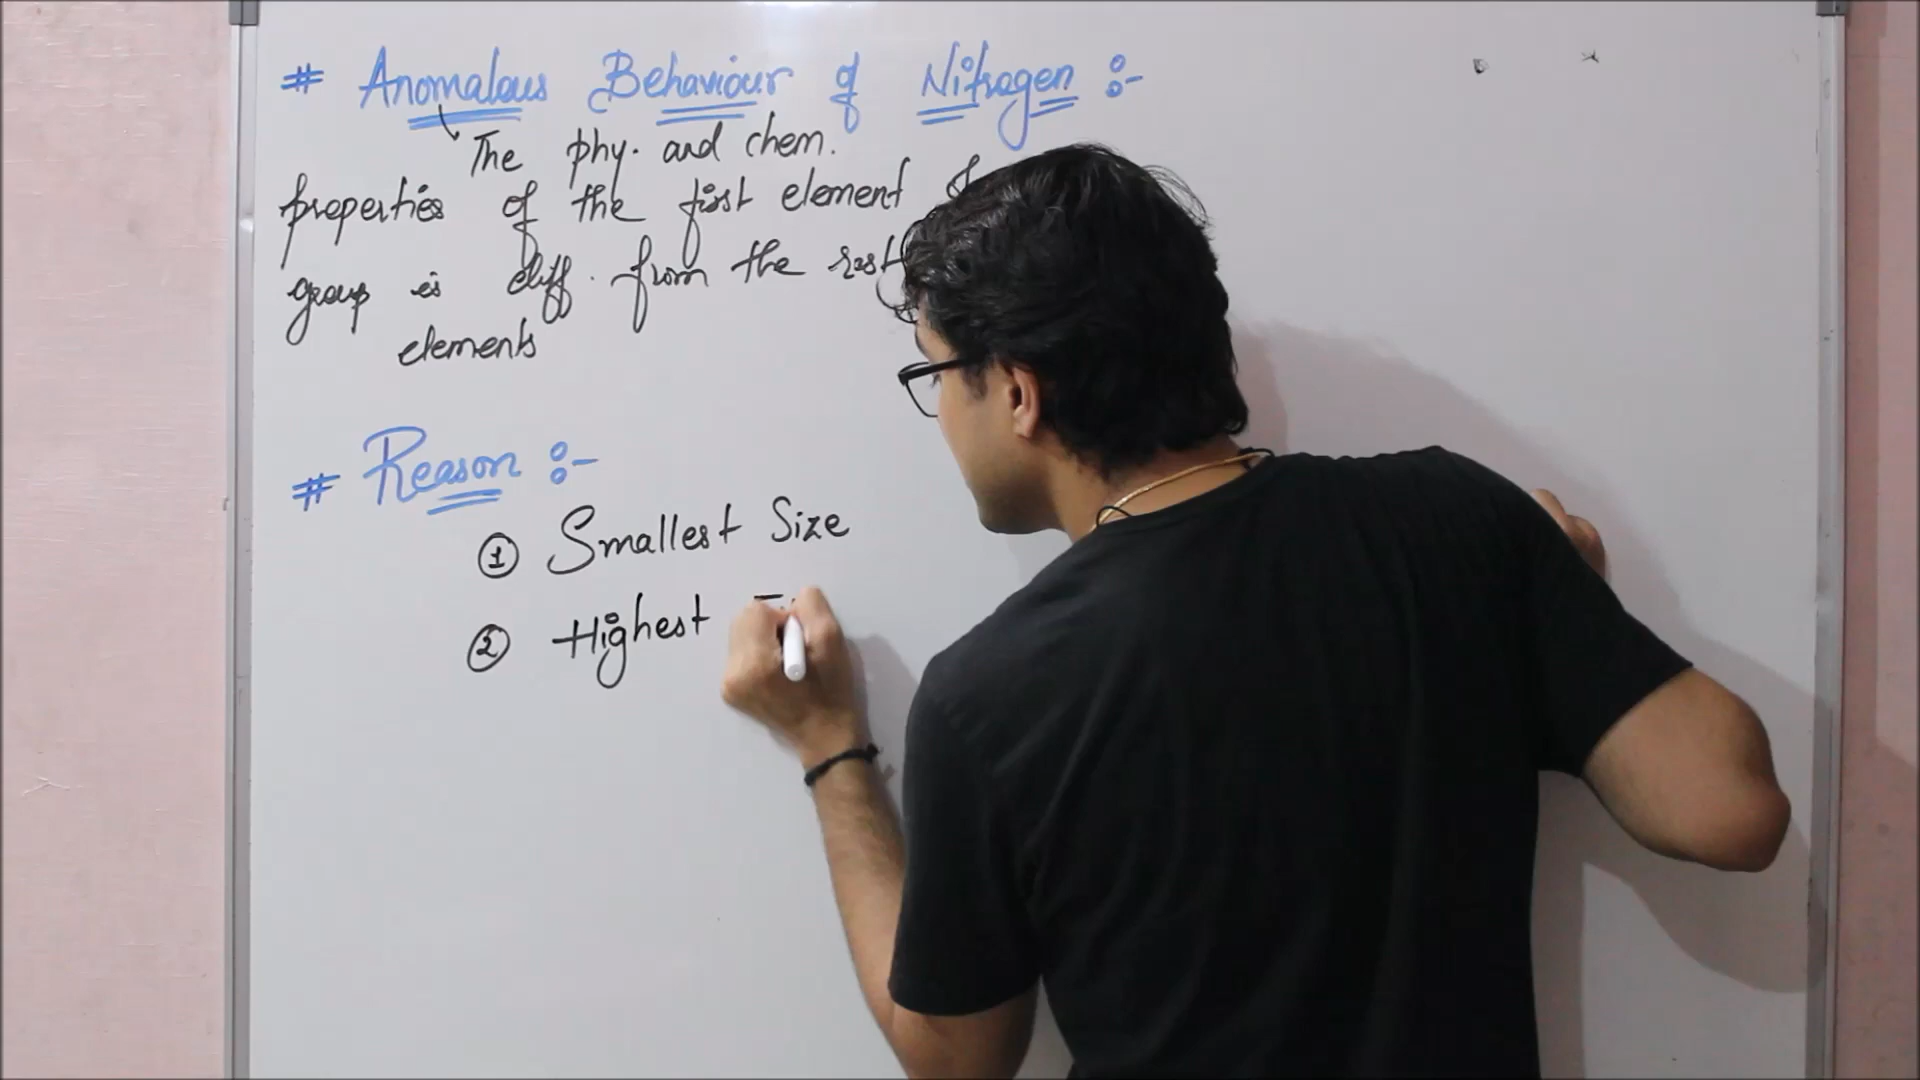 # Anomalous Behaviour of Nitrogen :-
The phy. and chem.
properties of the first element
group is diff. from the rest
elements
# Reason :-
① Smallest Size
② Highest